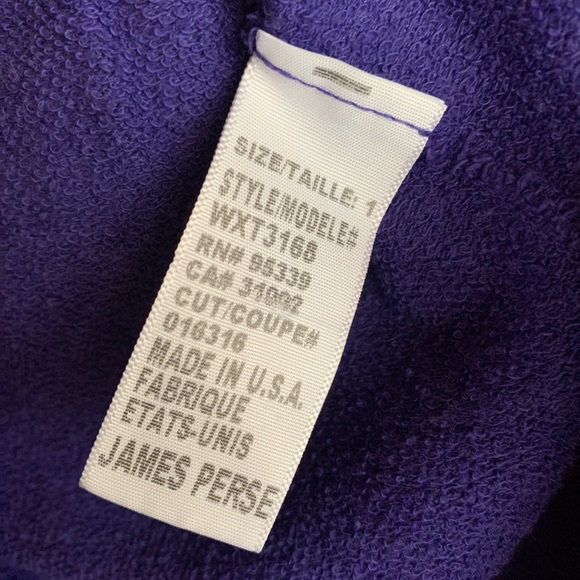 SIZE/TAILLE: 1
STYLE/MODELE#
WXT3168
RN# 95339
CA# 31002
CUT/COUPE#
016316
MADE IN U.S.A.
FABRIQUE
ETATS-UNIS
JAMES PERSE